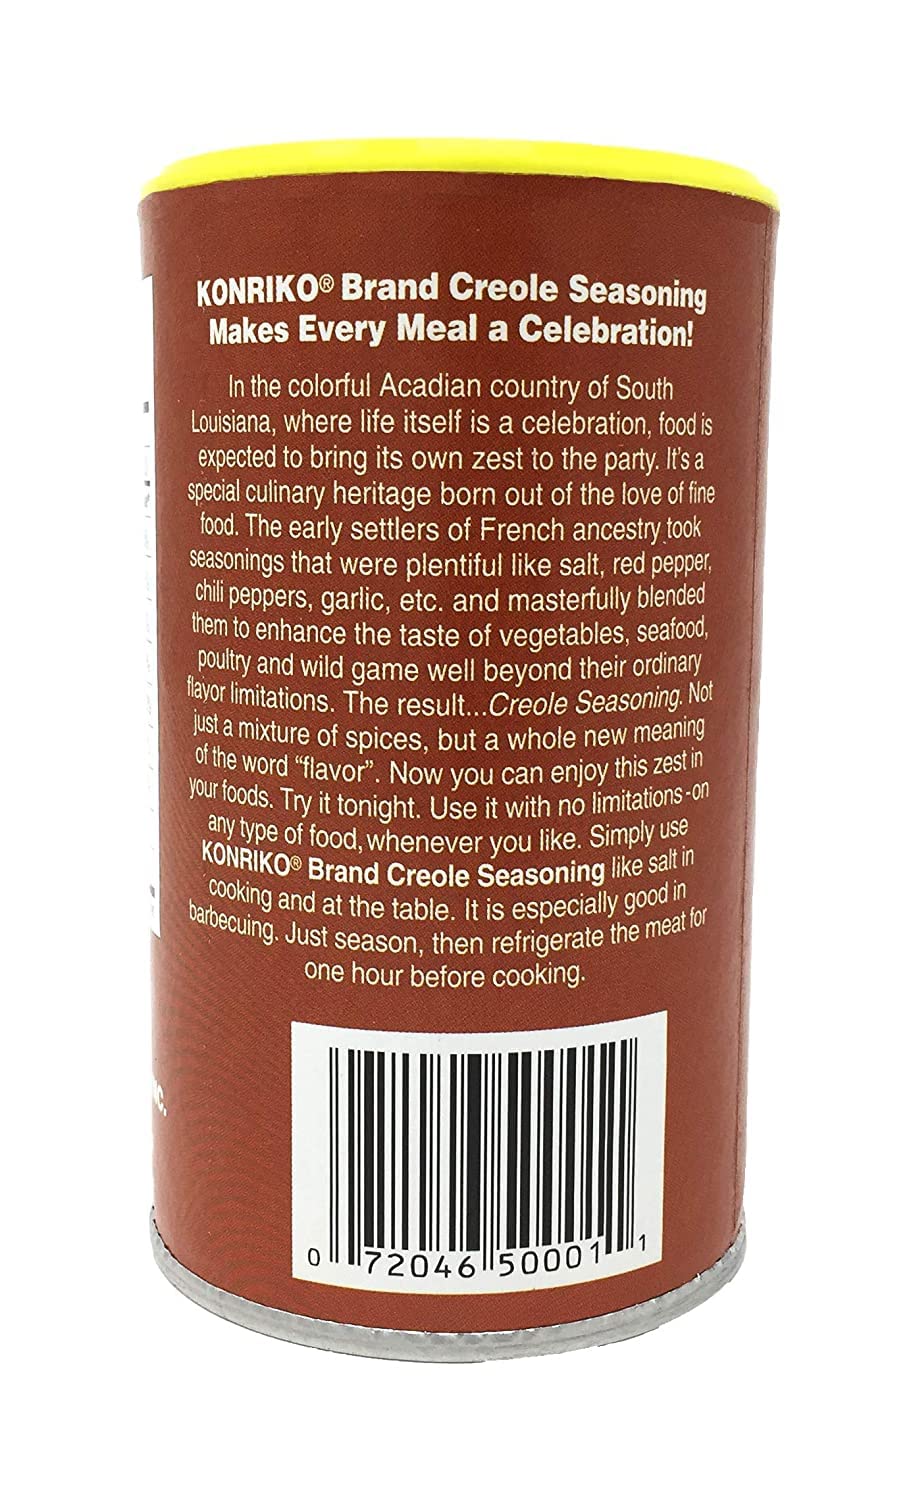 KONRIKO® Brand Creole Seasoning
Makes Every Meal a Celebration!
In the colorful Acadian country of South
Louisiana, where life itself is a celebration, food is
expected to bring its own zest to the party. It's a
special culinary heritage born out of the love of fine
food. The early settlers of French ancestry took
seasonings that were plentiful like salt, red pepper,
chili peppers, garlic, etc. and masterfully blended
them to enhance the taste of vegetables, seafood,
poultry and wild game well beyond their ordinary
flavor limitations. The result...Creole Seasoning. Not
just a mixture of spices, but a whole new meaning
of the word "flavor". Now you can enjoy this zest in
your foods. Try it tonight. Use it with no limitations-on
any type of food, whenever you like. Simply use
KONRIKO® Brand Creole Seasoning like salt in
cooking and at the table. It is especially good in
barbecuing. Just season, then refrigerate the meat for
one hour before cooking.
0 72046 50001 1